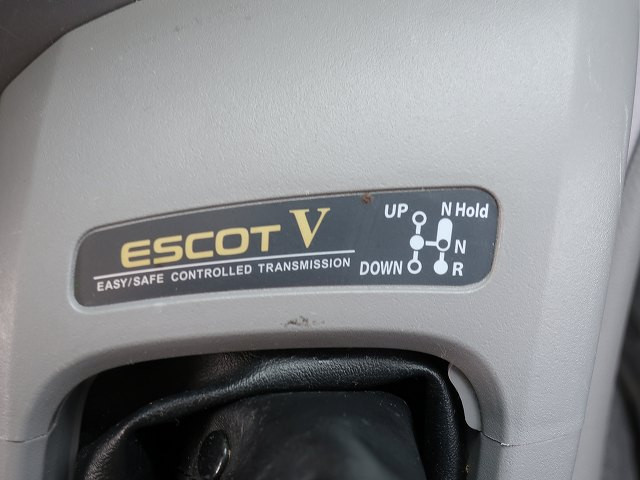 ESCOT V
EASY/SAFE CONTROLLED TRANSMISSION
UP N Hold
N
DOWN R